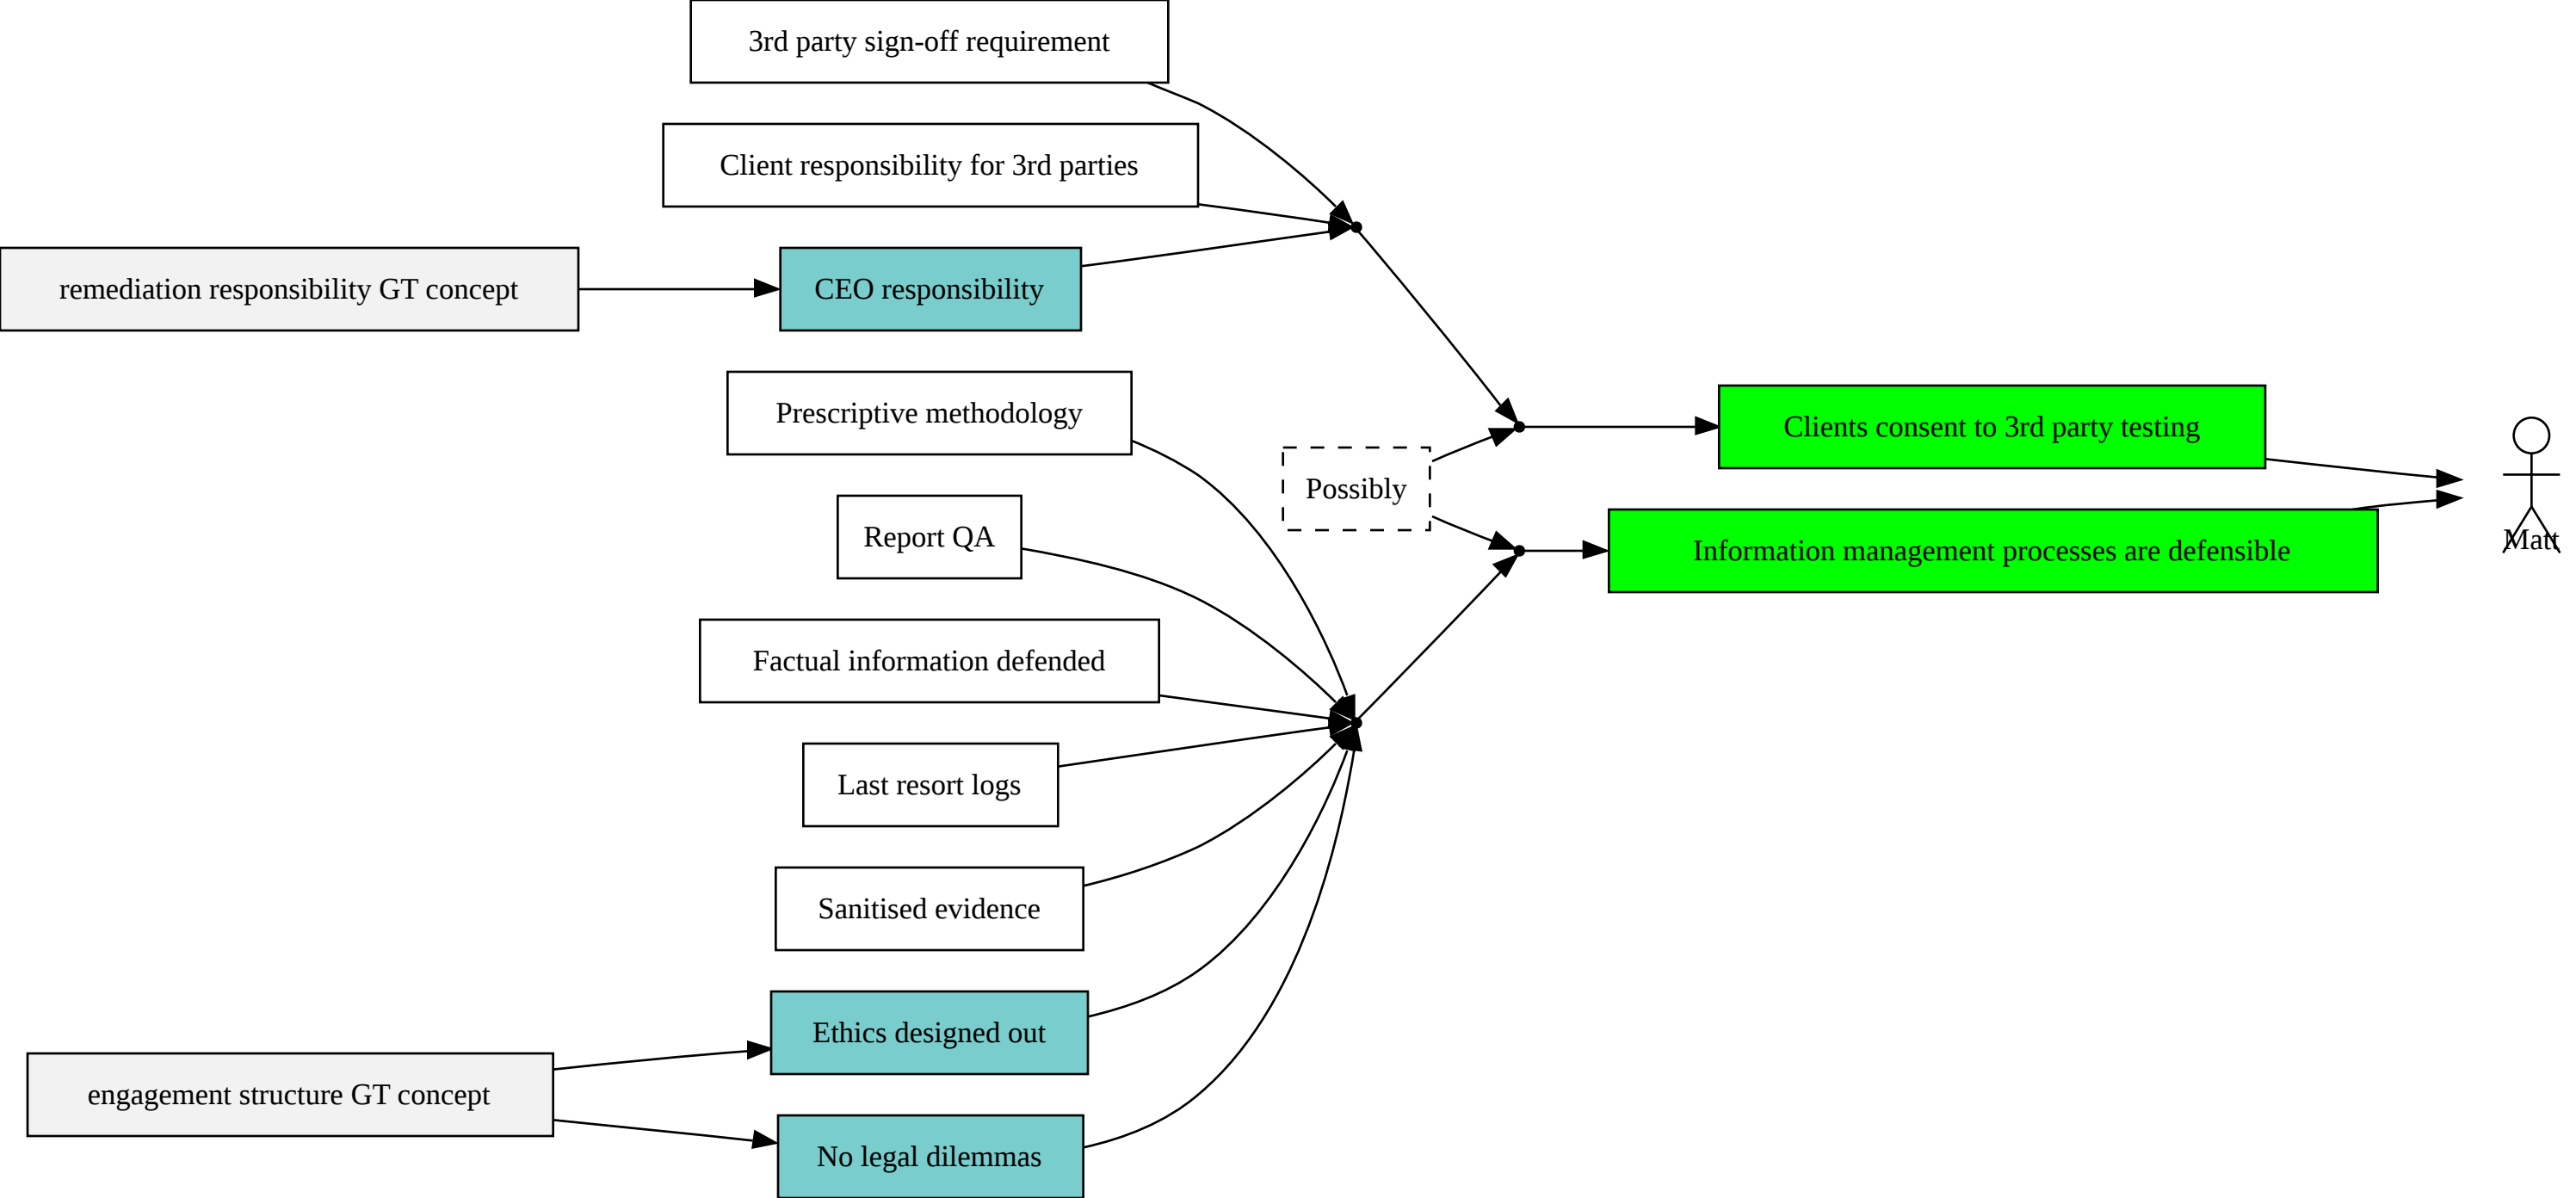 3rd party sign-off requirement
Client responsibility for 3rd parties
remediation responsibility GT concept
CEO responsibility
Prescriptive methodology
Clients consent to 3rd party testing
Possibly
Report QA
Information management processes are defensible
Matt
Factual information defended
Last resort logs
Sanitised evidence
Ethics designed out
engagement structure GT concept
No legal dilemmas